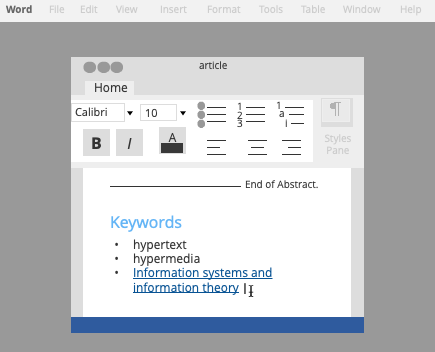 Word File Edit View Insert Format Tools Table Window Help
article
Home
Calibri 10
1
2
3
1
a
i
¶
B I A
Styles
Pane
End of Abstract.
Keywords
• hypertext
• hypermedia
• Information systems and
information theory